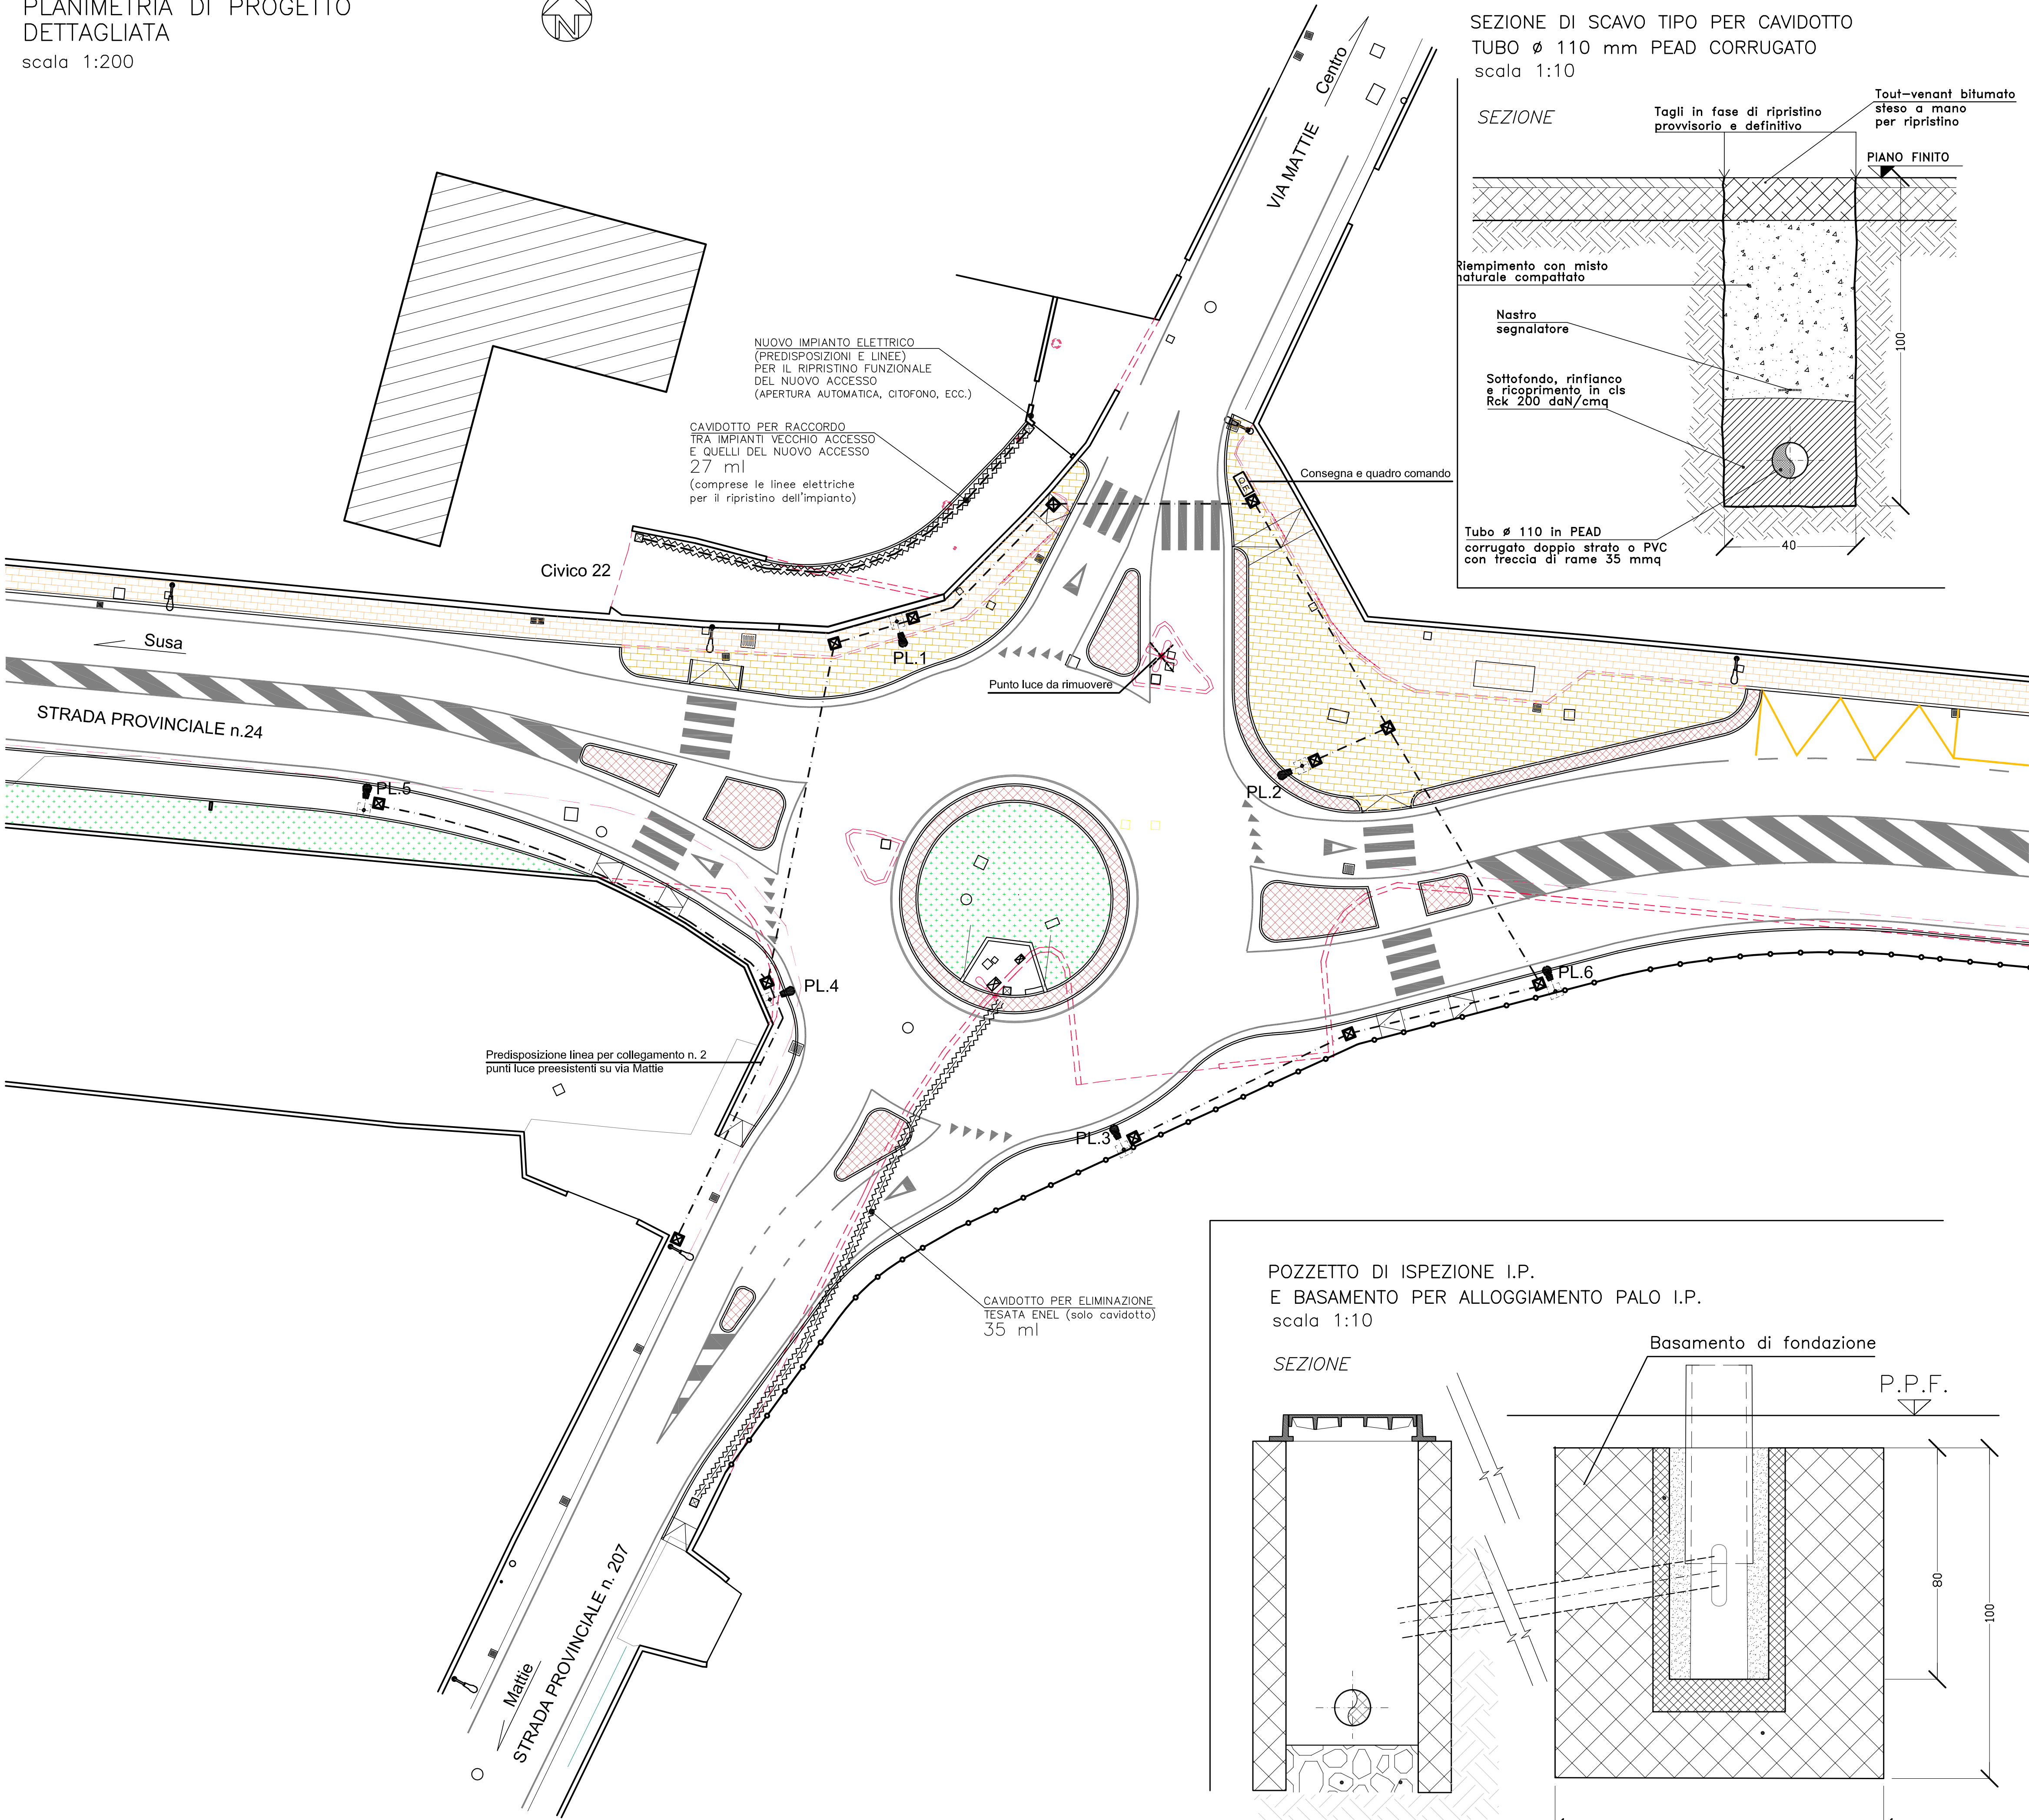 PLANIMETRIA DI PROGETTO
DETTAGLIATA
scala 1:200
N
SEZIONE DI SCAVO TIPO PER CAVIDOTTO
TUBO ø 110 mm PEAD CORRUGATO
scala 1:10
SEZIONE
Tagli in fase di ripristino
provvisorio e definitivo
Tout-venant bitumato
steso a mano
per ripristino
PIANO FINITO
Riempimento con misto
naturale compattato
Nastro
segnalatore
Sottofondo, rinfianco
e ricoprimento in cls
Rck 200 daN/cmq
Tubo ø 110 in PEAD
corrugato doppio strato o PVC
con treccia di rame 35 mmq
100
40
Centro
VIA MATTIE
NUOVO IMPIANTO ELETTRICO
(PREDISPOSIZIONI E LINEE)
PER IL RIPRISTINO FUNZIONALE
DEL NUOVO ACCESSO
(APERTURA AUTOMATICA, CITOFONO, ECC.)
CAVIDOTTO PER RACCORDO
TRA IMPIANTI VECCHIO ACCESSO
E QUELLI DEL NUOVO ACCESSO
27 ml
(comprese le linee elettriche
per il ripristino dell'impianto)
Consegna e quadro comando
QE
Civico 22
Susa
PL.1
Punto luce da rimuovere
STRADA PROVINCIALE n.24
PL.5
PL.2
PL.4
PL.6
Predisposizione linea per collegamento n. 2
punti luce preesistenti su via Mattie
PL.3
CAVIDOTTO PER ELIMINAZIONE
TESATA ENEL (solo cavidotto)
35 ml
Mattie
STRADA PROVINCIALE n. 207
POZZETTO DI ISPEZIONE I.P.
E BASAMENTO PER ALLOGGIAMENTO PALO I.P.
scala 1:10
SEZIONE
Basamento di fondazione
P.P.F.
80
100